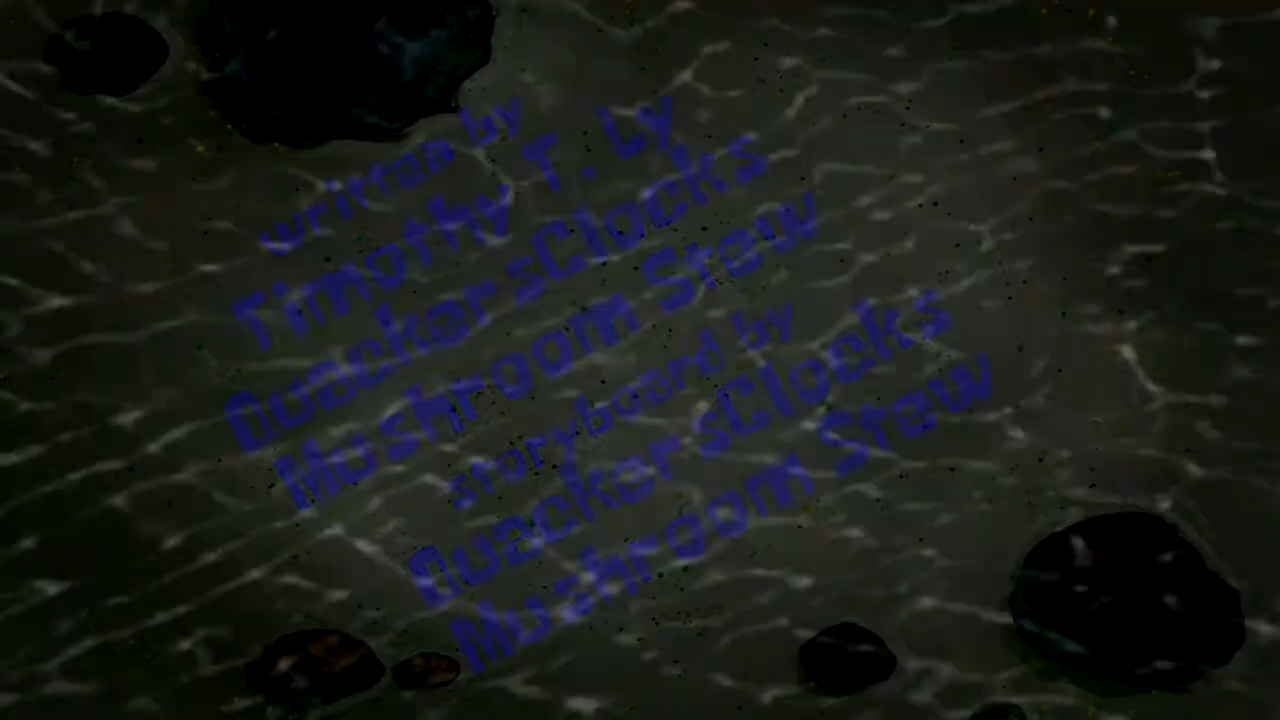 written by
Timothy T. Ly
QuackersClocks
Mushroom Stew
storyboard by
QuackersClocks
Mushroom Stew